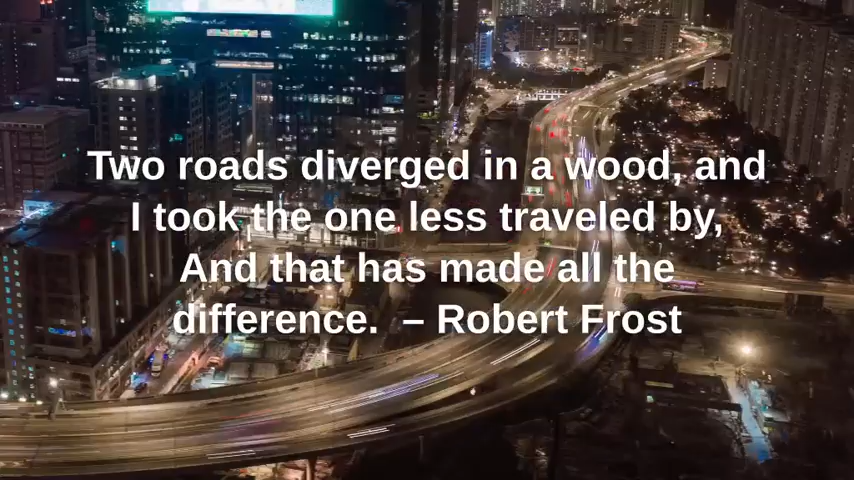 Two roads diverged in a wood, and
I took the one less traveled by,
And that has made all the
difference.  – Robert Frost